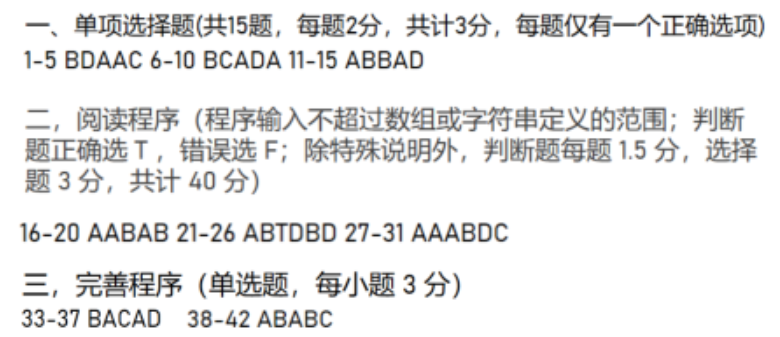 一、单项选择题(共15题，每题2分，共计3分，每题仅有一个正确选项)
1-5 BDAAC 6-10 BCADA 11-15 ABBAD
二，阅读程序（程序输入不超过数组或字符串定义的范围；判断
题正确选 T ，错误选 F；除特殊说明外，判断题每题 1.5 分，选择
题 3 分，共计 40 分）
16-20 AABAB 21-26 ABTDBD 27-31 AAABDC
三，完善程序（单选题，每小题 3 分）
33-37 BACAD 38-42 ABABC